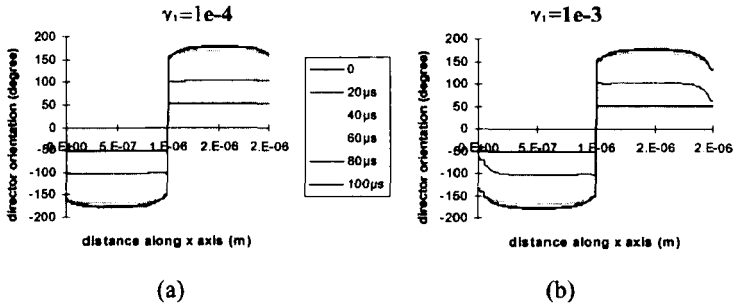 γ₁=1e-4
200
150
100
50
0
-50
-100
-150
-200
0.E+00 5.E-07 1.E-06 2.E-06 2.E-06
director orientation (degree)
distance along x axis (m)
(a)
0
20µs
40µs
60µs
80µs
100µs
γ₁=1e-3
200
150
100
50
0
-50
-100
-150
-200
0.E+00 5.E-07 1.E-06 2.E-06 2.E-06
director orientation (degree)
distance along x axis (m)
(b)